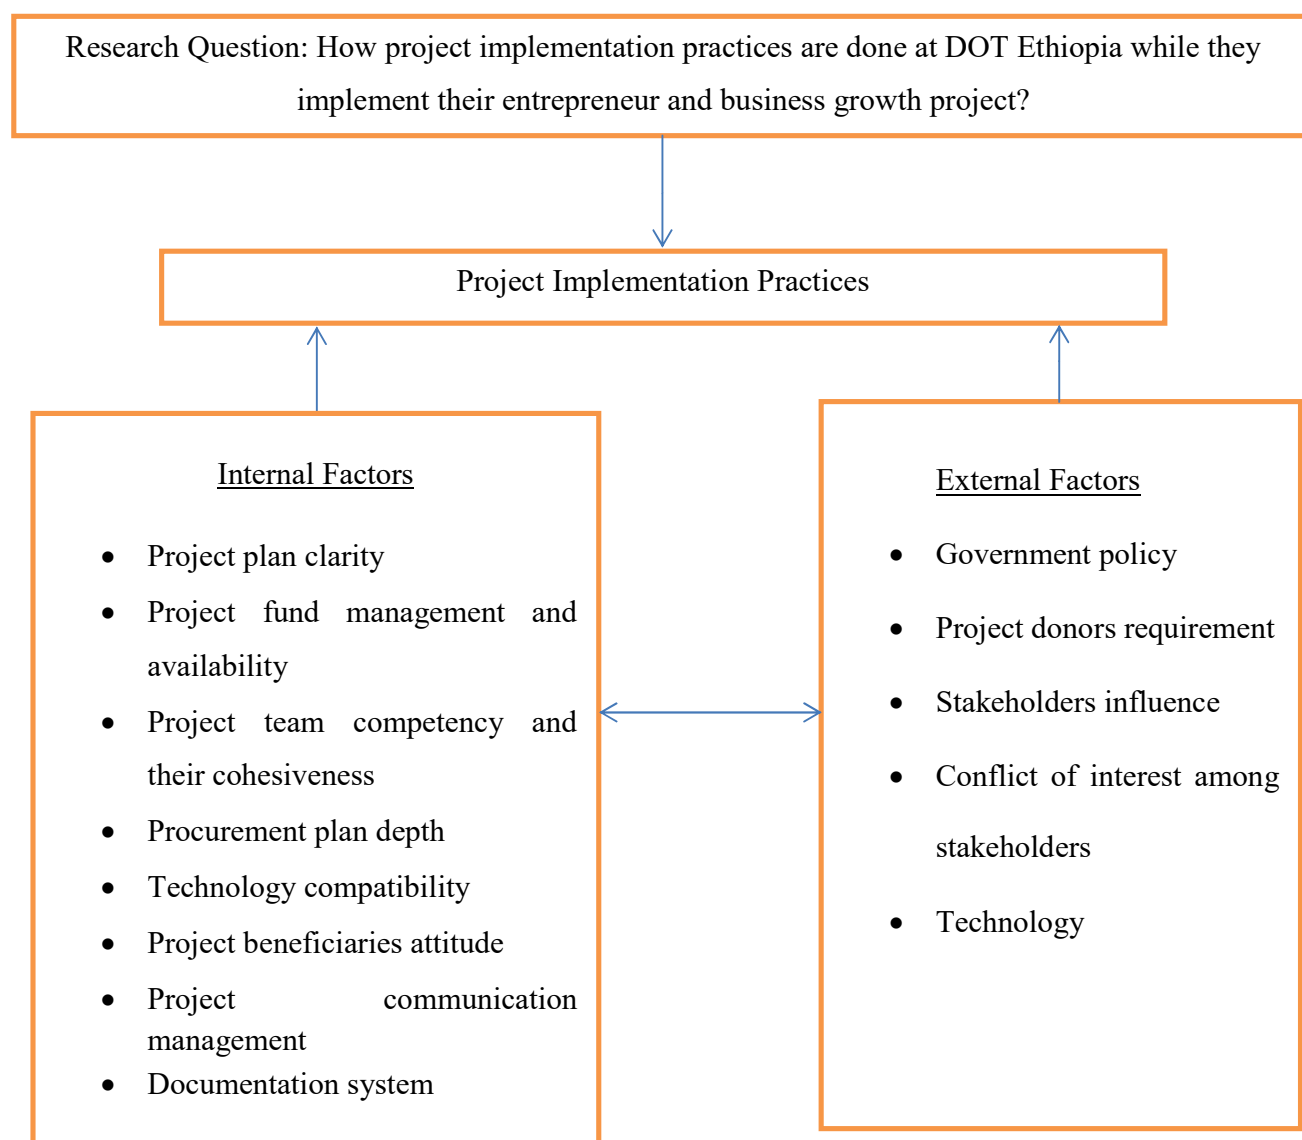 Research Question: How project implementation practices are done at DOT Ethiopia while they
implement their entrepreneur and business growth project?
Project Implementation Practices
Internal Factors
• Project plan clarity
• Project fund management and
availability
• Project team competency and
their cohesiveness
• Procurement plan depth
• Technology compatibility
• Project beneficiaries attitude
• Project communication
management
• Documentation system
External Factors
• Government policy
• Project donors requirement
• Stakeholders influence
• Conflict of interest among
stakeholders
• Technology